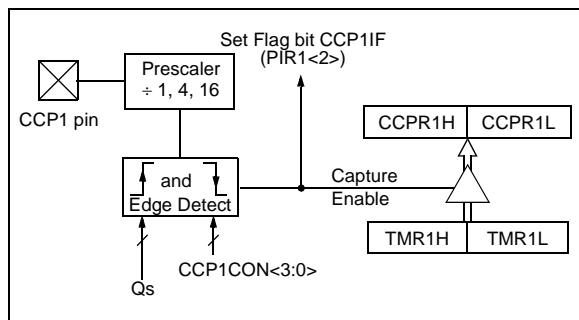 Set Flag bit CCP1IF
(PIR1<2>)
Prescaler
÷ 1, 4, 16
CCP1 pin
CCPR1H
CCPR1L
and
Edge Detect
Capture
Enable
TMR1H
TMR1L
CCP1CON<3:0>
Qs